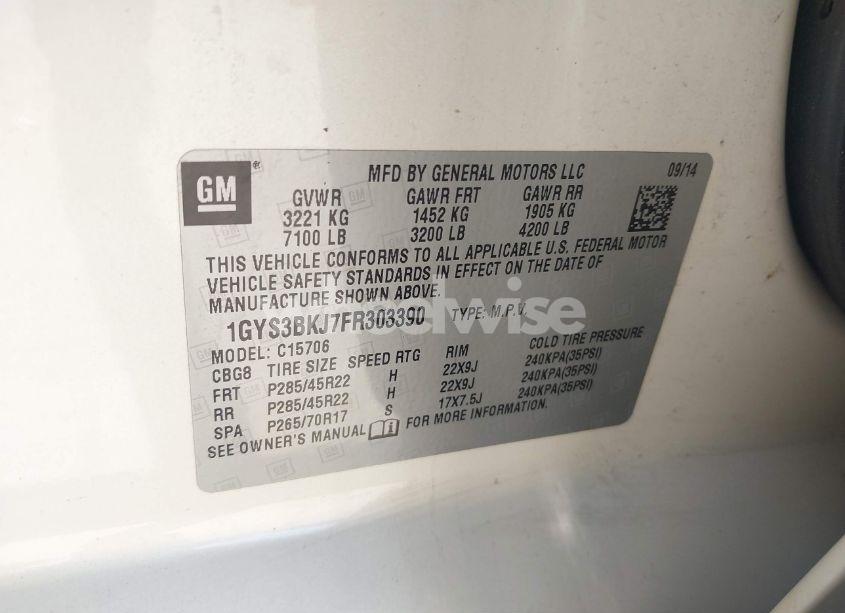 GM
MFD BY GENERAL MOTORS LLC 09/14
GVWR GAWR FRT GAWR RR
3221 KG 1452 KG 1905 KG
7100 LB 3200 LB 4200 LB
THIS VEHICLE CONFORMS TO ALL APPLICABLE U.S. FEDERAL MOTOR
VEHICLE SAFETY STANDARDS IN EFFECT ON THE DATE OF
MANUFACTURE SHOWN ABOVE.
1GYS3BKJ7FR303390 TYPE: M.P.V.
MODEL: C15706
CBG8 TIRE SIZE SPEED RTG RIM COLD TIRE PRESSURE
FRT P285/45R22 H 22X9J 240KPA(35PSI)
RR P285/45R22 H 22X9J 240KPA(35PSI)
SPA P265/70R17 S 17X7.5J 240KPA(35PSI)
SEE OWNER'S MANUAL FOR MORE INFORMATION.